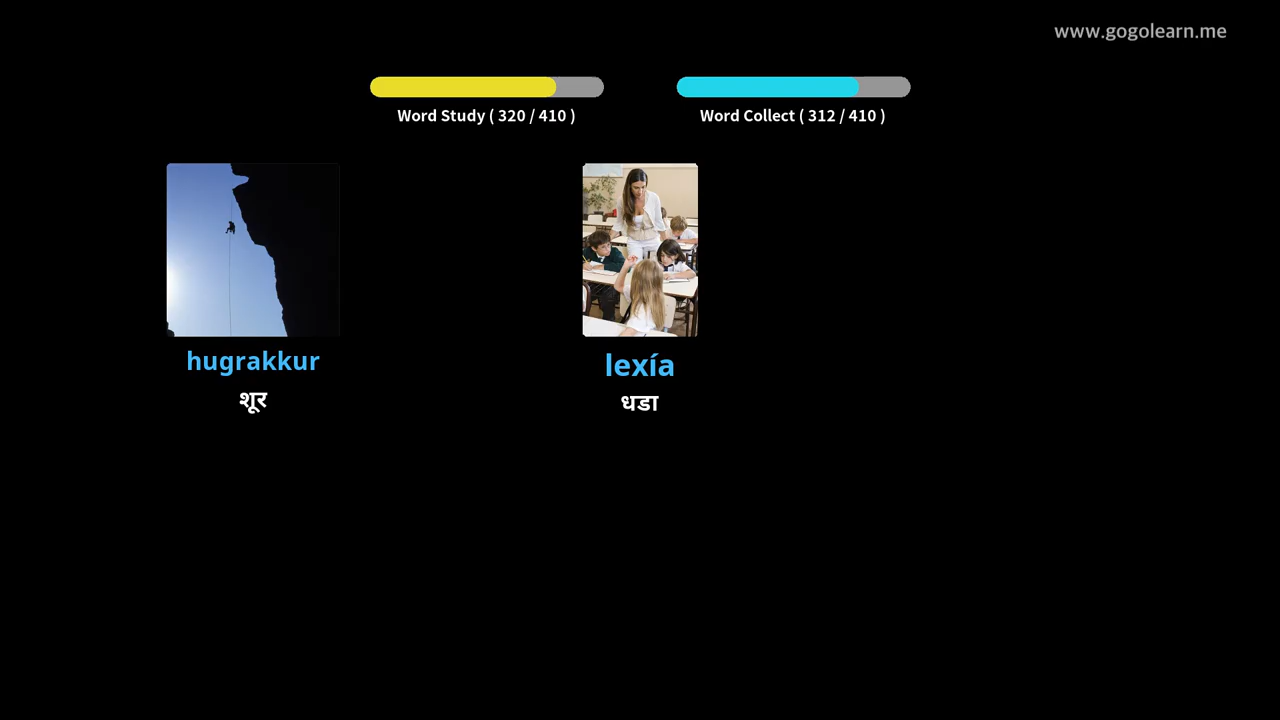 www.gogolearn.me
Word Study ( 320 / 410 )
Word Collect ( 312 / 410 )
hugrakkur
शूर
lexía
धडा